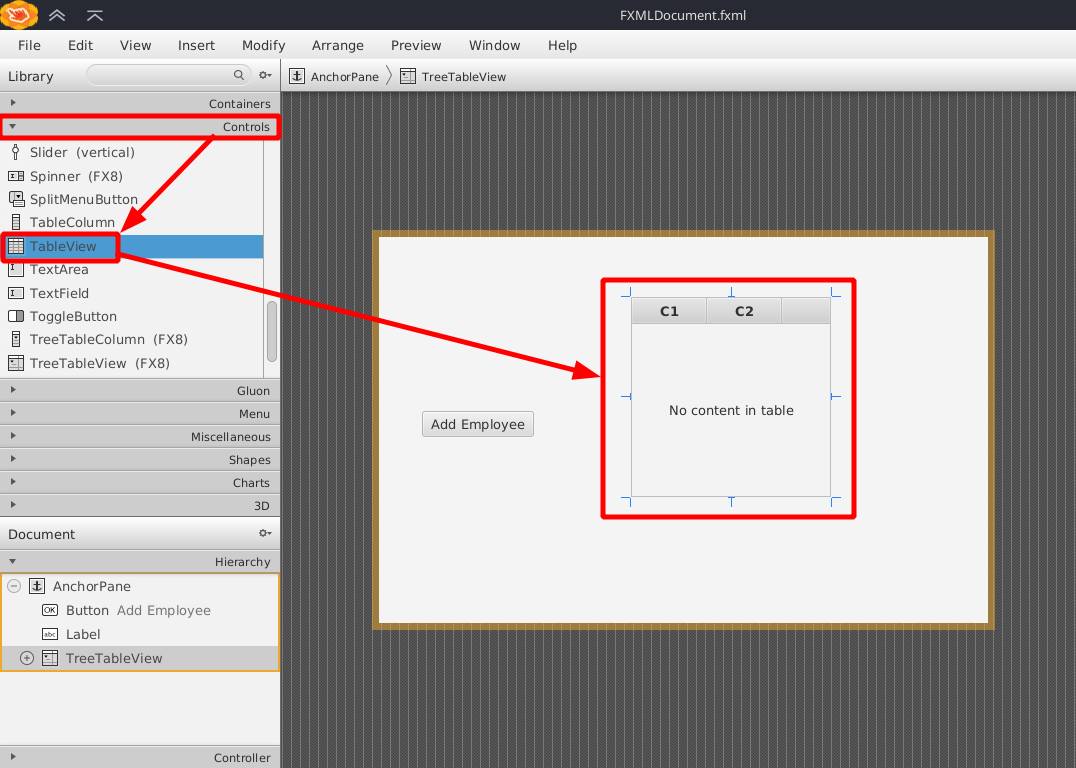 FXMLDocument.fxml
File Edit View Insert Modify Arrange Preview Window Help
Library
AnchorPane TreeTableView
Containers
Controls
Slider (vertical)
Spinner (FX8)
SplitMenuButton
TableColumn
TableView
TextArea
TextField
ToggleButton
TreeTableColumn (FX8)
TreeTableView (FX8)
Gluon
Menu
Miscellaneous
Shapes
Charts
3D
Document
Hierarchy
AnchorPane
OK Button Add Employee
abc Label
TreeTableView
Controller
C1 C2
No content in table
Add Employee